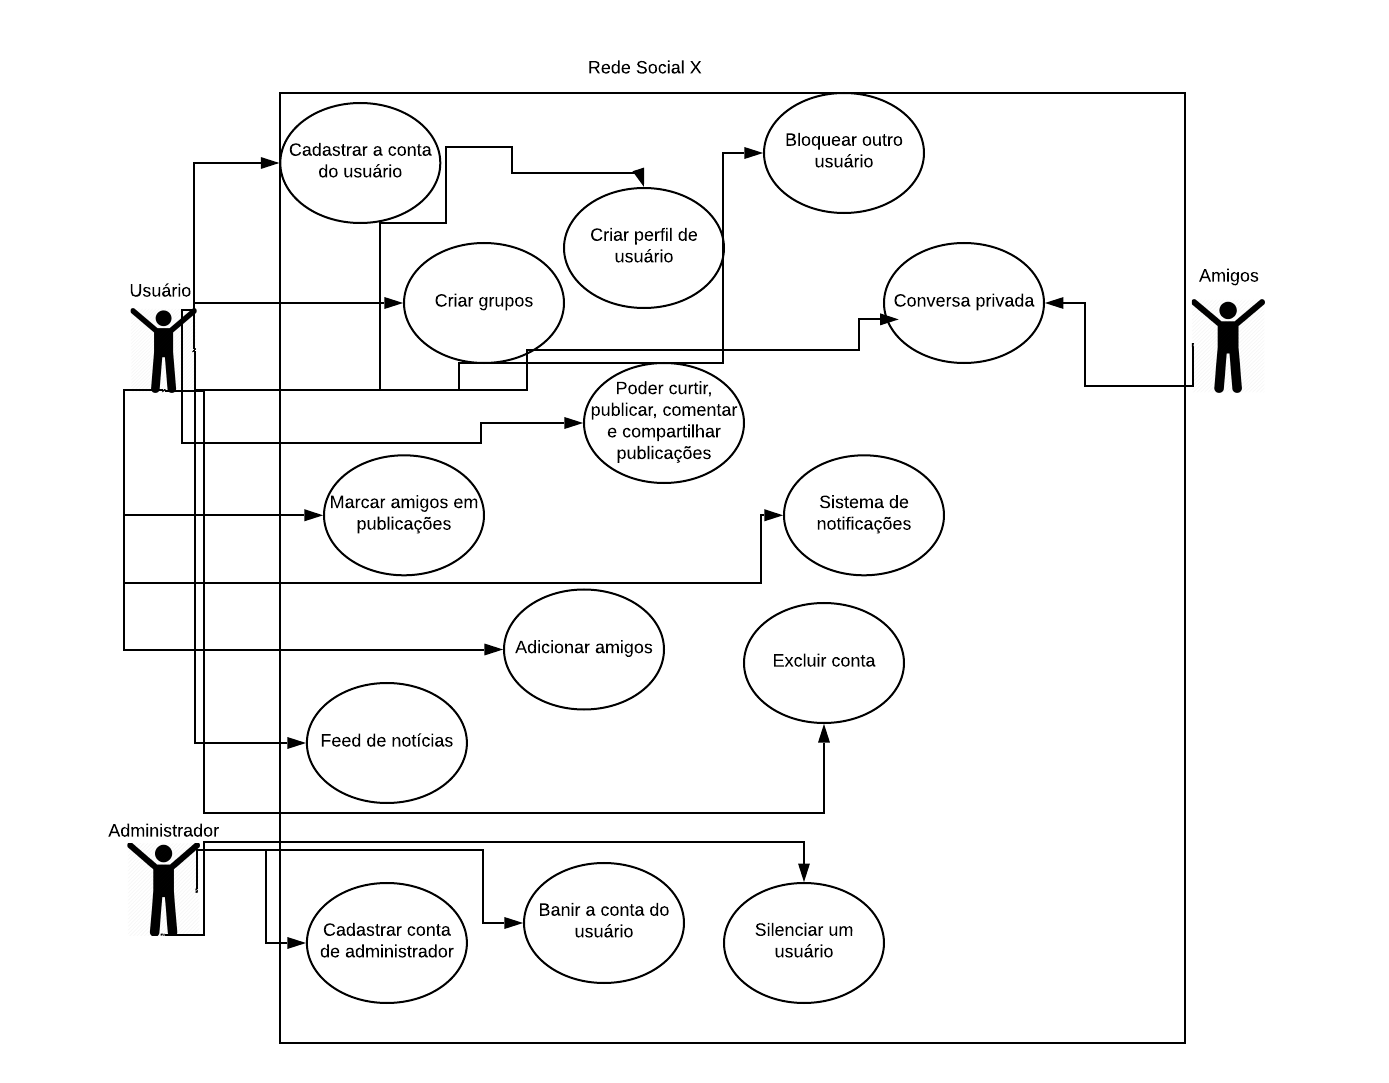 Rede Social X
Cadastrar a conta
do usuário
Bloquear outro
usuário
Criar perfil de
usuário
Usuário
Criar grupos
Conversa privada
Amigos
Poder curtir,
publicar, comentar
e compartilhar
publicações
Marcar amigos em
publicações
Sistema de
notificações
Adicionar amigos
Excluir conta
Feed de notícias
Administrador
Cadastrar conta
de administrador
Banir a conta do
usuário
Silenciar um
usuário